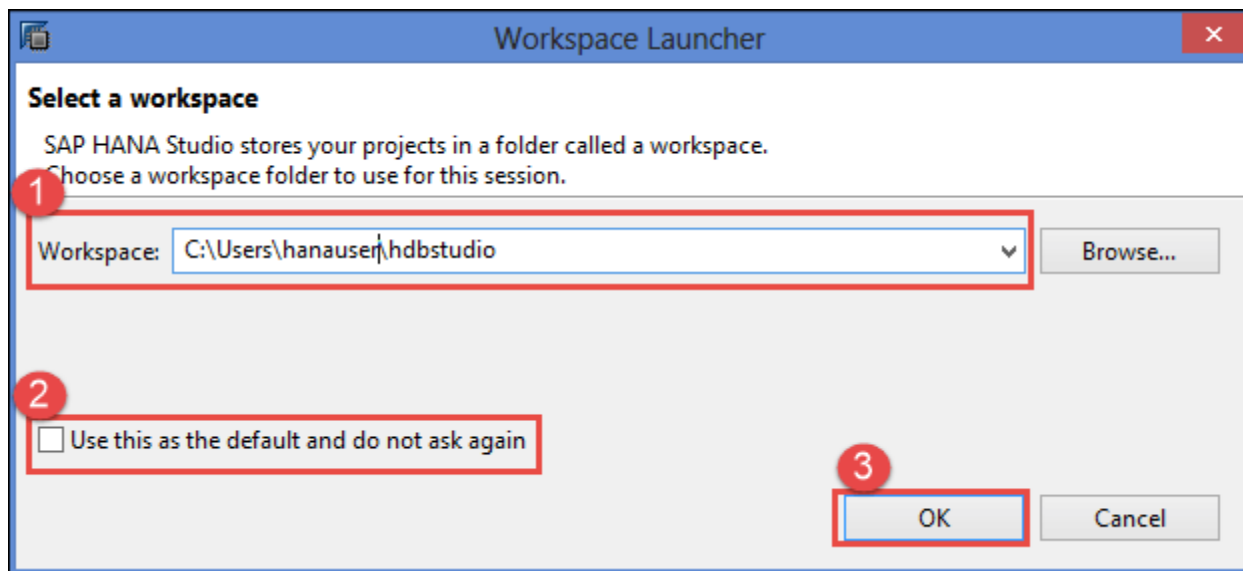 Workspace Launcher
Select a workspace
SAP HANA Studio stores your projects in a folder called a workspace.
Choose a workspace folder to use for this session.
1
Workspace: C:\Users\hanauser\hdbstudio Browse...
2
Use this as the default and do not ask again
3
OK Cancel